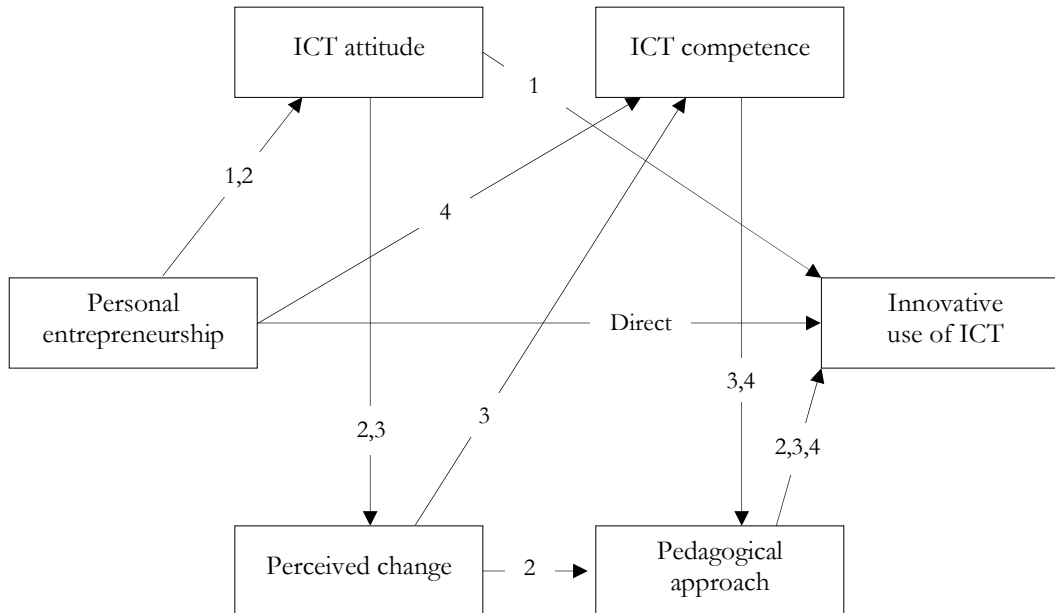 ICT attitude
ICT competence
1
1,2
4
Personal
entrepreneurship
Direct
Innovative
use of ICT
3,4
2,3
3
2,3,4
Perceived change
2
Pedagogical
approach